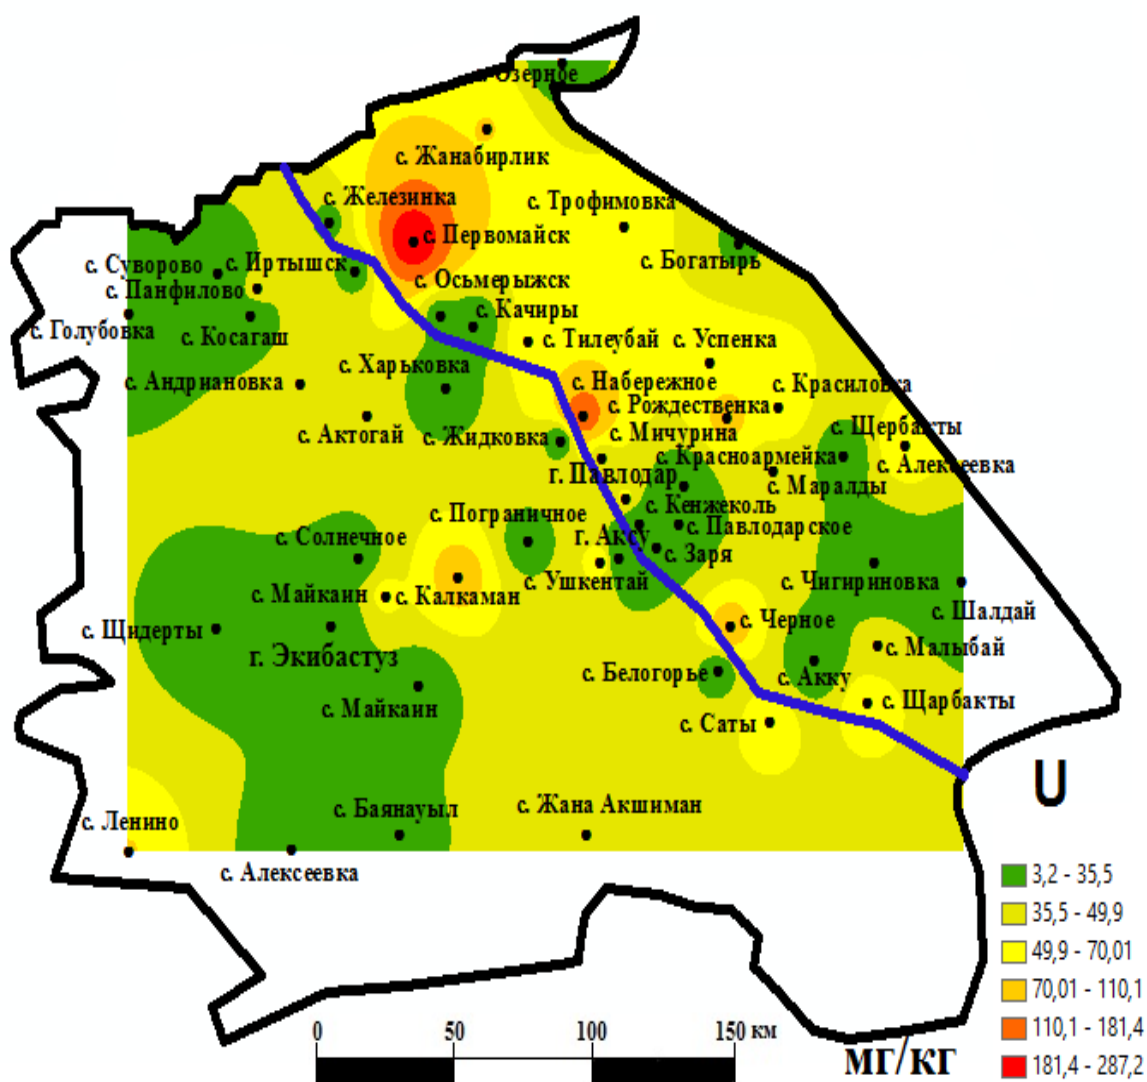 с. Озерное
с. Жанабирлик
с. Железинка
с. Трофимовка
с. Первомайск
с. Богатырь
с. Суворово
с. Иртышск
с. Осьмерыжск
с. Панфилово
с. Качиры
с. Голубовка
с. Косагаш
с. Тилеубай
с. Успенка
с. Харьковка
с. Андриановка
с. Набережное
с. Красиловка
с. Рождественка
с. Актогай
с. Жидковка
с. Мичурина
с. Щербакты
с. Красноармейка
с. Алексеевка
г. Павлодар
с. Маралды
с. Кенжеколь
с. Пограничное
с. Павлодарское
с. Солнечное
г. Аксу
с. Заря
с. Ушкентай
с. Чигириновка
с. Майкаин
с. Калкаман
с. Шалдай
с. Щидерты
с. Черное
с. Малыбай
г. Экибастуз
с. Белогорье
с. Акку
с. Майкаин
с. Щарбакты
с. Саты
U
с. Баянауыл
с. Жана Акшиман
с. Ленино
с. Алексеевка
3,2 - 35,5
35,5 - 49,9
49,9 - 70,01
70,01 - 110,1
110,1 - 181,4
181,4 - 287,2
0 50 100 150 км
мг/кг